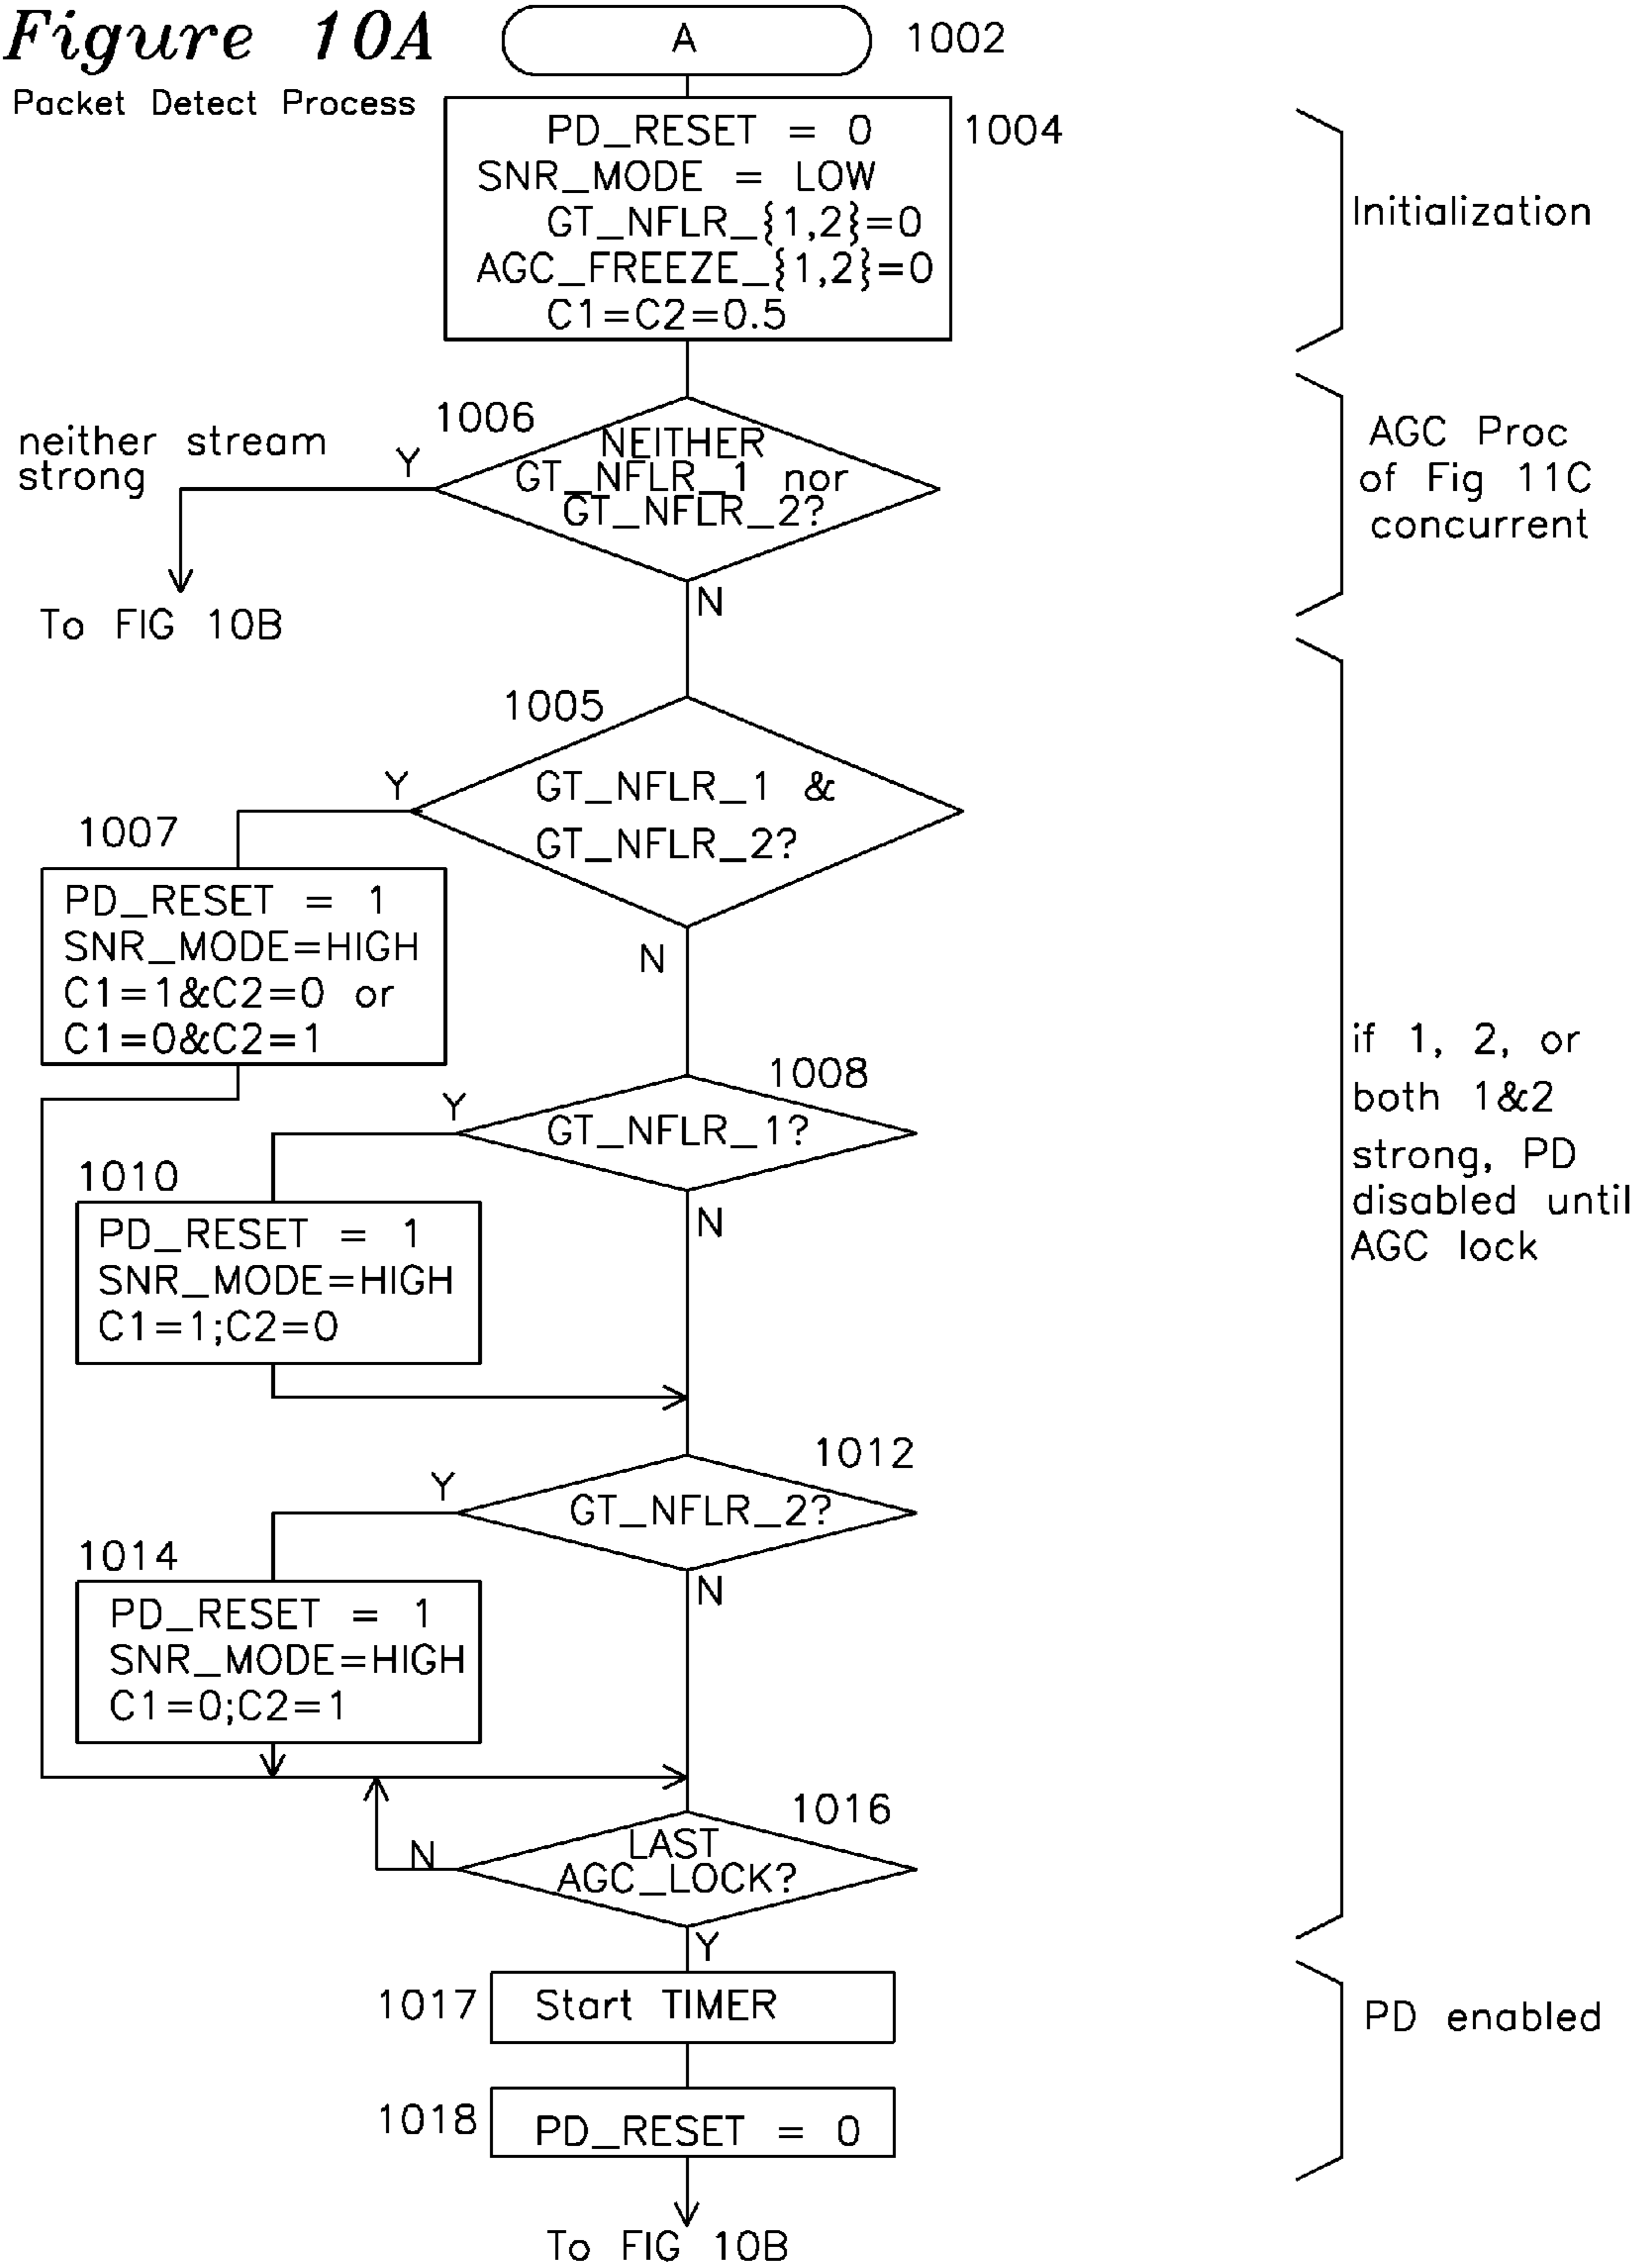 Figure 10A
Packet Detect Process
A
1002
PD_RESET = 0
SNR_MODE = LOW
GT_NFLR_{1,2}=0
AGC_FREEZE_{1,2}=0
C1=C2=0.5
1004
Initialization
1006
neither stream
strong
Y
NEITHER
GT_NFLR_1 nor
GT_NFLR_2?
N
To FIG 10B
AGC Proc
of Fig 11C
concurrent
1005
Y
GT_NFLR_1 &
GT_NFLR_2?
N
1007
PD_RESET = 1
SNR_MODE=HIGH
C1=1&C2=0 or
C1=0&C2=1
1008
Y
GT_NFLR_1?
N
1010
PD_RESET = 1
SNR_MODE=HIGH
C1=1;C2=0
if 1, 2, or
both 1&2
strong, PD
disabled until
AGC lock
1012
Y
GT_NFLR_2?
N
1014
PD_RESET = 1
SNR_MODE=HIGH
C1=0;C2=1
1016
LAST
AGC_LOCK?
N
Y
1017
Start TIMER
1018
PD_RESET = 0
PD enabled
To FIG 10B